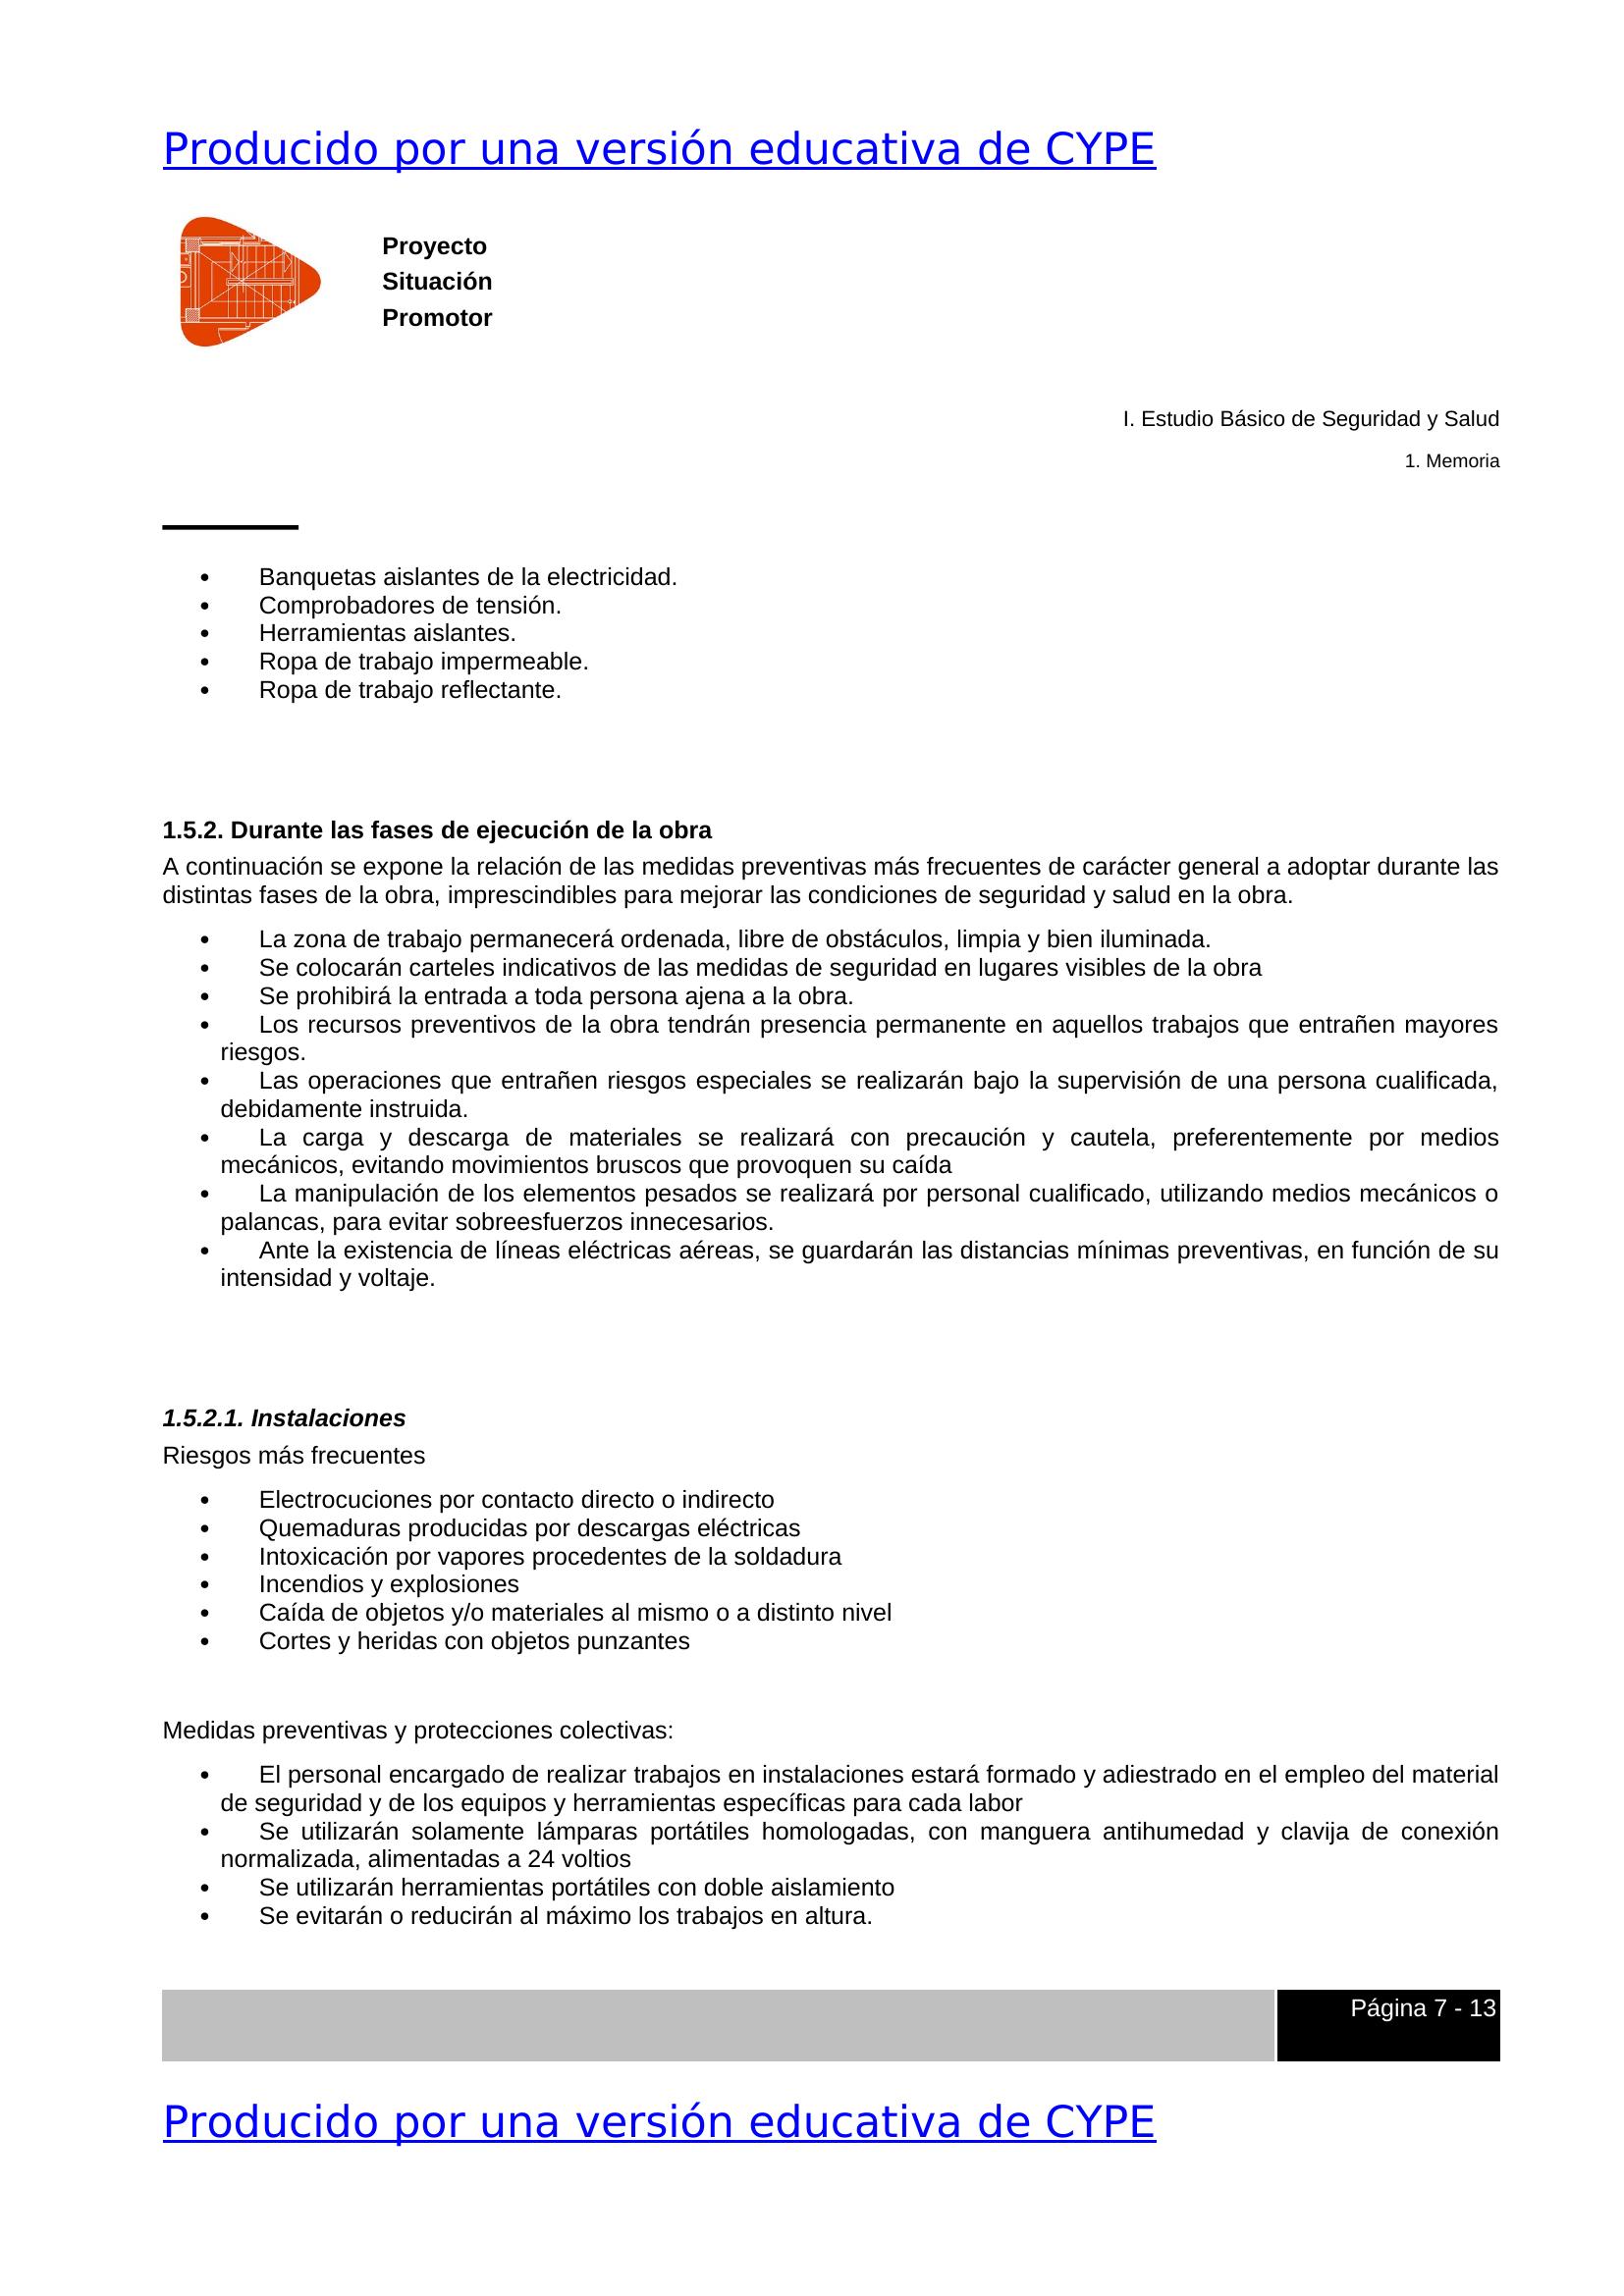 Producido por una versión educativa de CYPE
Proyecto
Situación
Promotor
I. Estudio Básico de Seguridad y Salud
1. Memoria
• Banquetas aislantes de la electricidad.
• Comprobadores de tensión.
• Herramientas aislantes.
• Ropa de trabajo impermeable.
• Ropa de trabajo reflectante.
1.5.2. Durante las fases de ejecución de la obra
A continuación se expone la relación de las medidas preventivas más frecuentes de carácter general a adoptar durante las
distintas fases de la obra, imprescindibles para mejorar las condiciones de seguridad y salud en la obra.
• La zona de trabajo permanecerá ordenada, libre de obstáculos, limpia y bien iluminada.
• Se colocarán carteles indicativos de las medidas de seguridad en lugares visibles de la obra
• Se prohibirá la entrada a toda persona ajena a la obra.
• Los recursos preventivos de la obra tendrán presencia permanente en aquellos trabajos que entrañen mayores
riesgos.
• Las operaciones que entrañen riesgos especiales se realizarán bajo la supervisión de una persona cualificada,
debidamente instruida.
• La carga y descarga de materiales se realizará con precaución y cautela, preferentemente por medios
mecánicos, evitando movimientos bruscos que provoquen su caída
• La manipulación de los elementos pesados se realizará por personal cualificado, utilizando medios mecánicos o
palancas, para evitar sobreesfuerzos innecesarios.
• Ante la existencia de líneas eléctricas aéreas, se guardarán las distancias mínimas preventivas, en función de su
intensidad y voltaje.
1.5.2.1. Instalaciones
Riesgos más frecuentes
• Electrocuciones por contacto directo o indirecto
• Quemaduras producidas por descargas eléctricas
• Intoxicación por vapores procedentes de la soldadura
• Incendios y explosiones
• Caída de objetos y/o materiales al mismo o a distinto nivel
• Cortes y heridas con objetos punzantes
Medidas preventivas y protecciones colectivas:
• El personal encargado de realizar trabajos en instalaciones estará formado y adiestrado en el empleo del material
de seguridad y de los equipos y herramientas específicas para cada labor
• Se utilizarán solamente lámparas portátiles homologadas, con manguera antihumedad y clavija de conexión
normalizada, alimentadas a 24 voltios
• Se utilizarán herramientas portátiles con doble aislamiento
• Se evitarán o reducirán al máximo los trabajos en altura.
Página 7 - 13
Producido por una versión educativa de CYPE